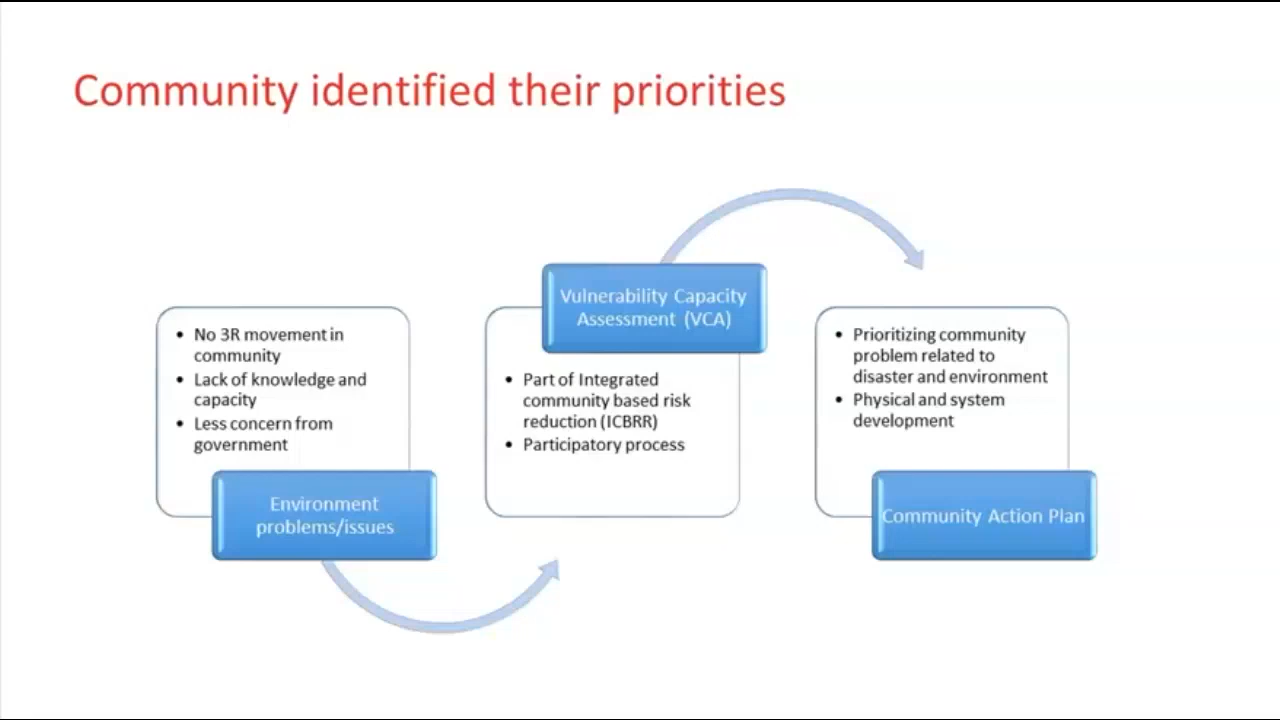 Community identified their priorities
• No 3R movement in
community
• Lack of knowledge and
capacity
• Less concern from
government
Environment
problems/issues
Vulnerability Capacity
Assessment (VCA)
• Part of Integrated
community based risk
reduction (ICBRR)
• Participatory process
• Prioritizing community
problem related to
disaster and environment
• Physical and system
development
Community Action Plan